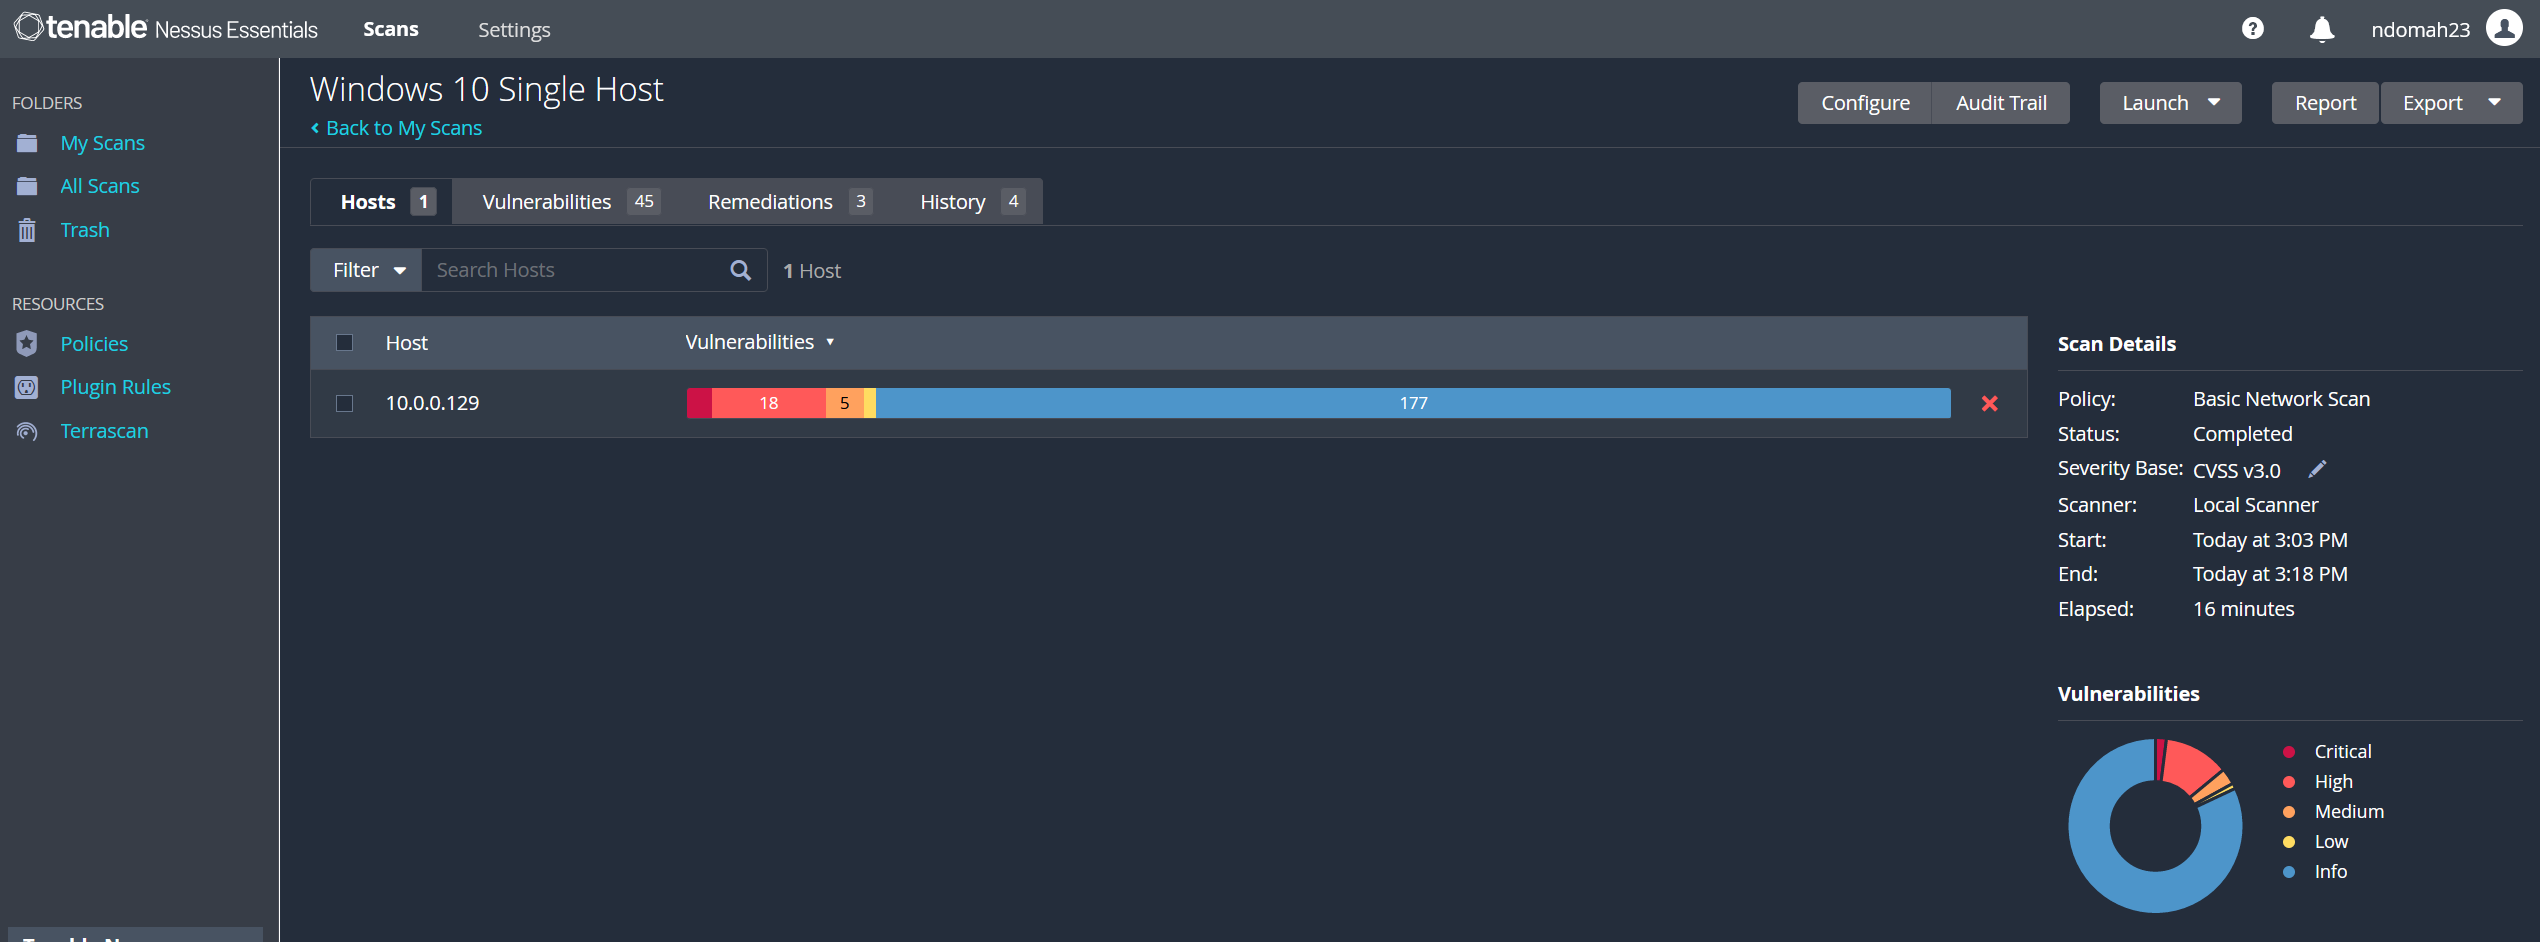 tenable Nessus Essentials Scans Settings ? ndomah23
FOLDERS
My Scans
All Scans
Trash
RESOURCES
Policies
Plugin Rules
Terrascan
Windows 10 Single Host
Back to My Scans
Configure Audit Trail Launch Report Export
Hosts 1 Vulnerabilities 45 Remediations 3 History 4
Filter Search Hosts 1 Host
Host Vulnerabilities
10.0.0.129 18 5 177
Scan Details
Policy: Basic Network Scan
Status: Completed
Severity Base: CVSS v3.0
Scanner: Local Scanner
Start: Today at 3:03 PM
End: Today at 3:18 PM
Elapsed: 16 minutes
Vulnerabilities
Critical
High
Medium
Low
Info